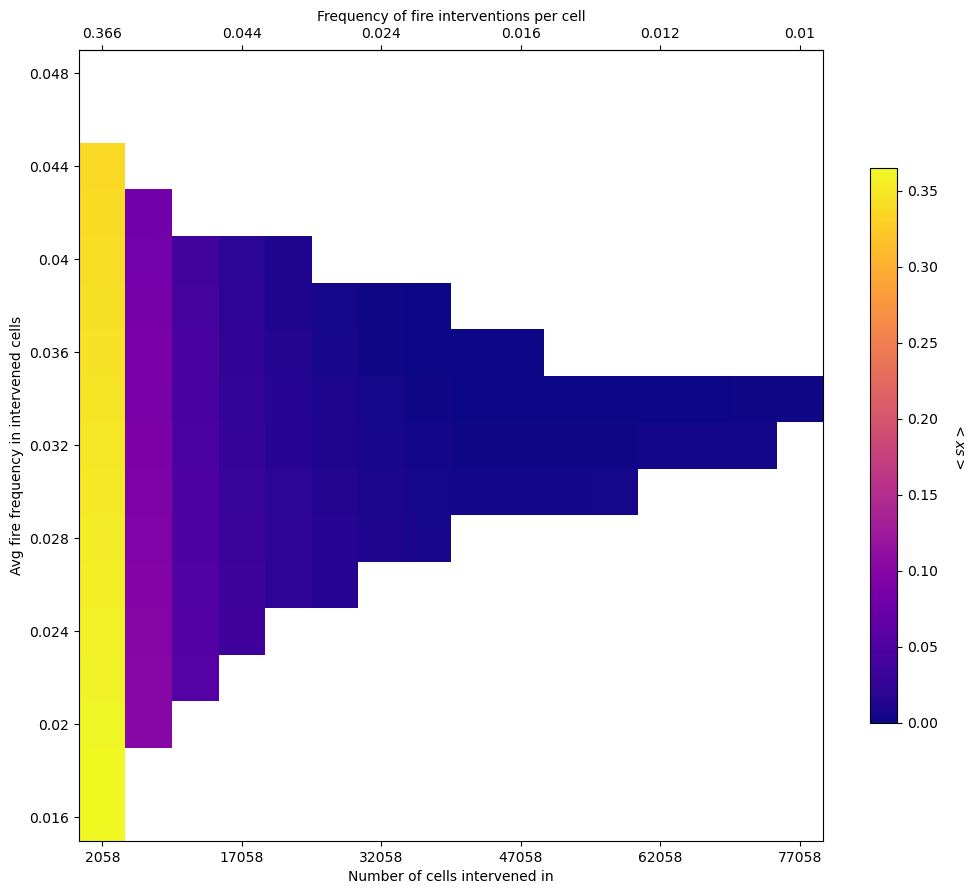 Frequency of fire interventions per cell
0.366 0.044 0.024 0.016 0.012 0.01
0.048
0.044
0.04
0.036
0.032
0.028
0.024
0.02
0.016
Avg fire frequency in intervened cells
2058 17058 32058 47058 62058 77058
Number of cells intervened in
0.35
0.30
0.25
0.20
0.15
0.10
0.05
0.00
< sx >